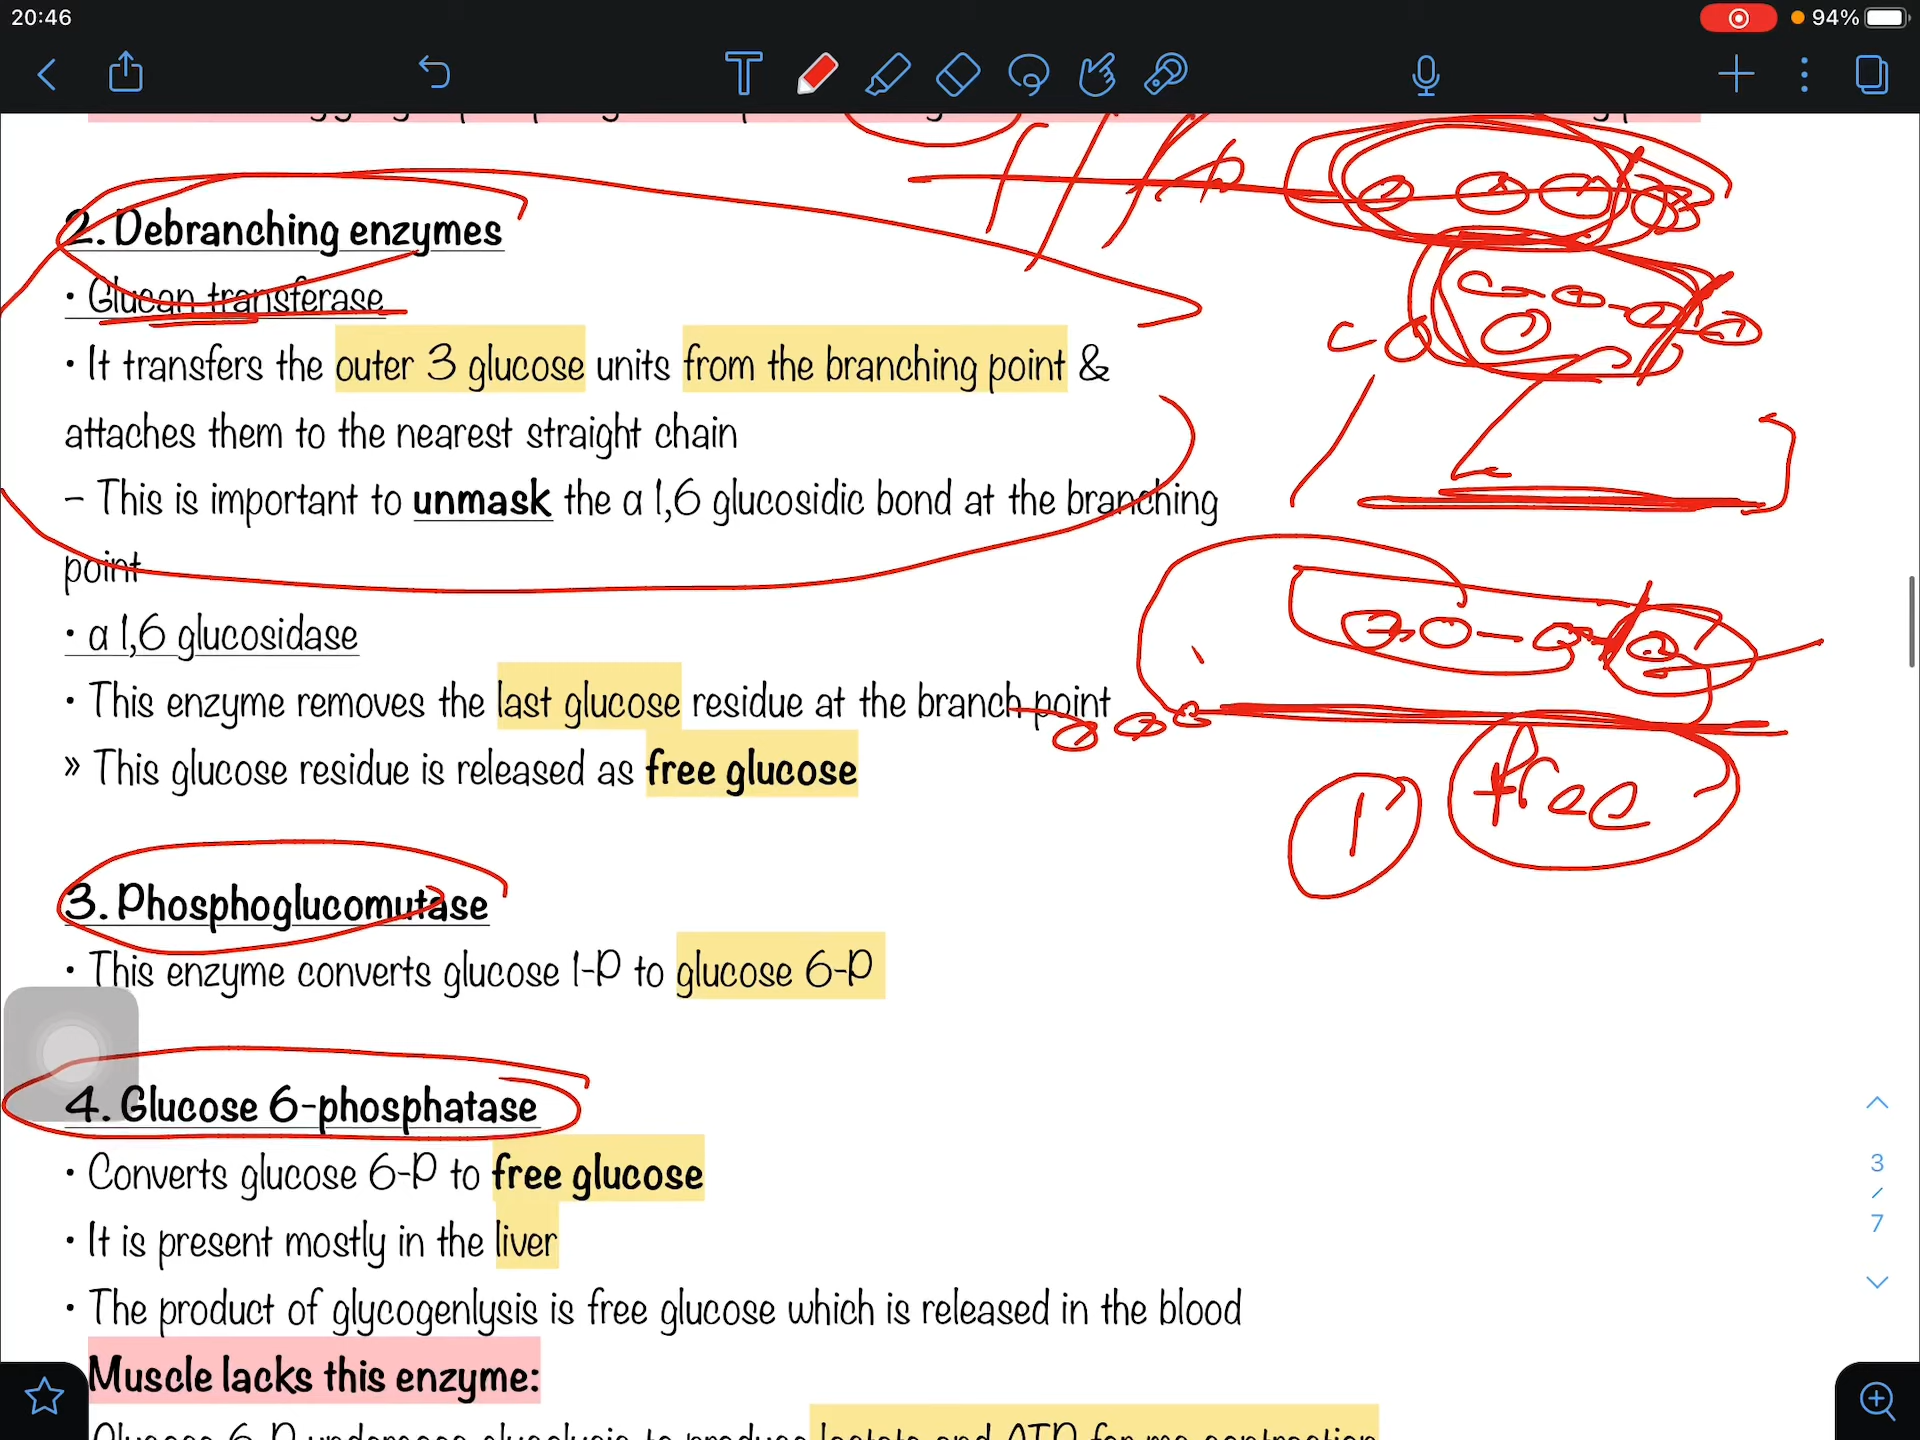 20:46
94%
2. Debranching enzymes
• Glucan transferase
• It transfers the outer 3 glucose units from the branching point &
attaches them to the nearest straight chain
– This is important to unmask the α 1,6 glucosidic bond at the branching
point
• α 1,6 glucosidase
• This enzyme removes the last glucose residue at the branch point
» This glucose residue is released as free glucose
1 free
3. Phosphoglucomutase
• This enzyme converts glucose 1-P to glucose 6-P
4. Glucose 6-phosphatase
• Converts glucose 6-P to free glucose
• It is present mostly in the liver
• The product of glycogenlysis is free glucose which is released in the blood
Muscle lacks this enzyme:
3
/
7